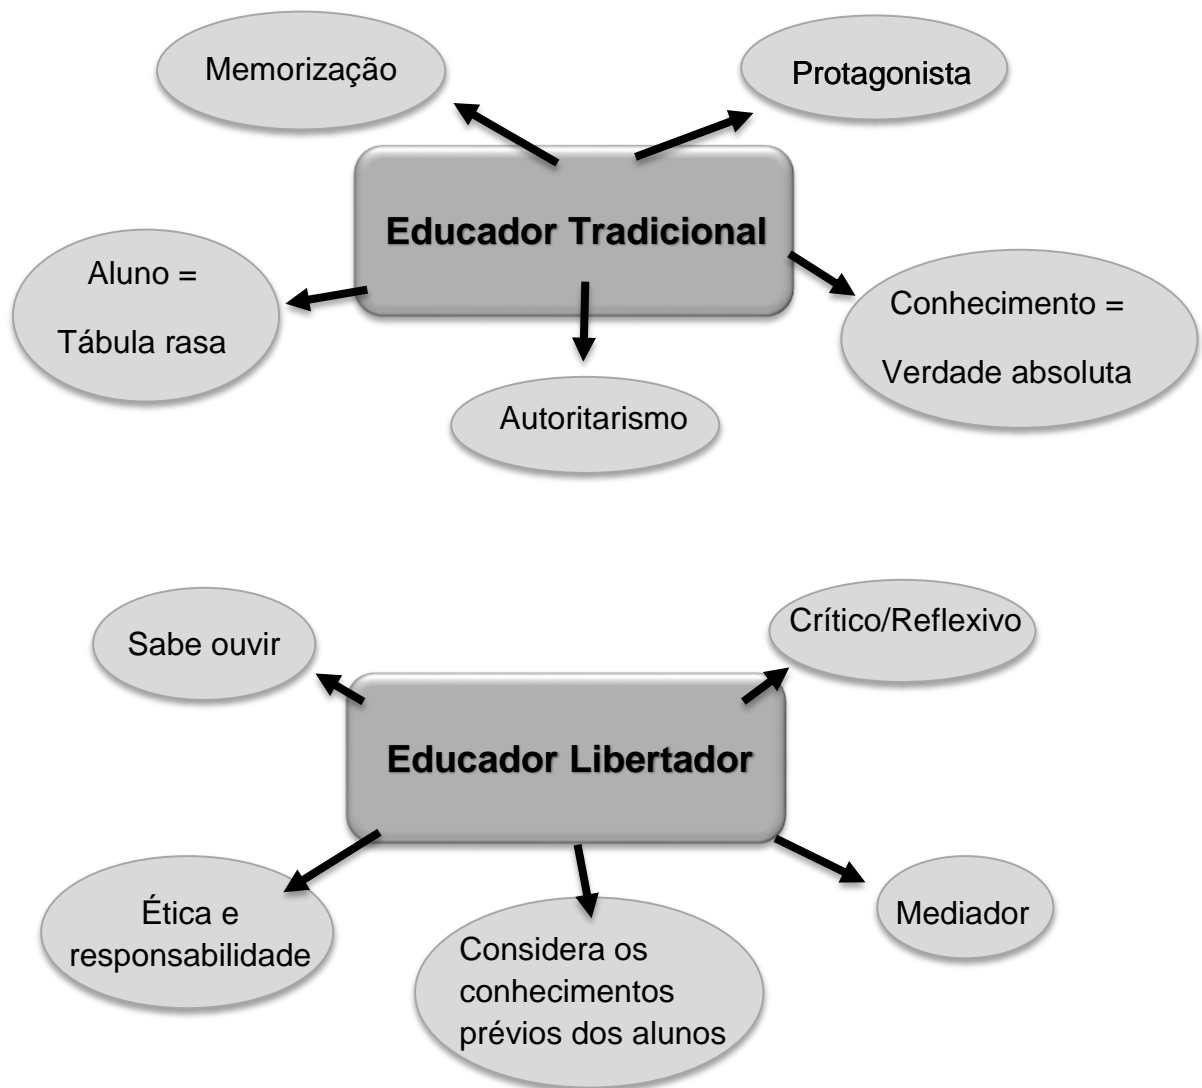 Memorização
Protagonista
Educador Tradicional
Aluno =
Tábula rasa
Conhecimento =
Verdade absoluta
Autoritarismo
Sabe ouvir
Crítico/Reflexivo
Educador Libertador
Ética e
responsabilidade
Considera os
conhecimentos
prévios dos alunos
Mediador